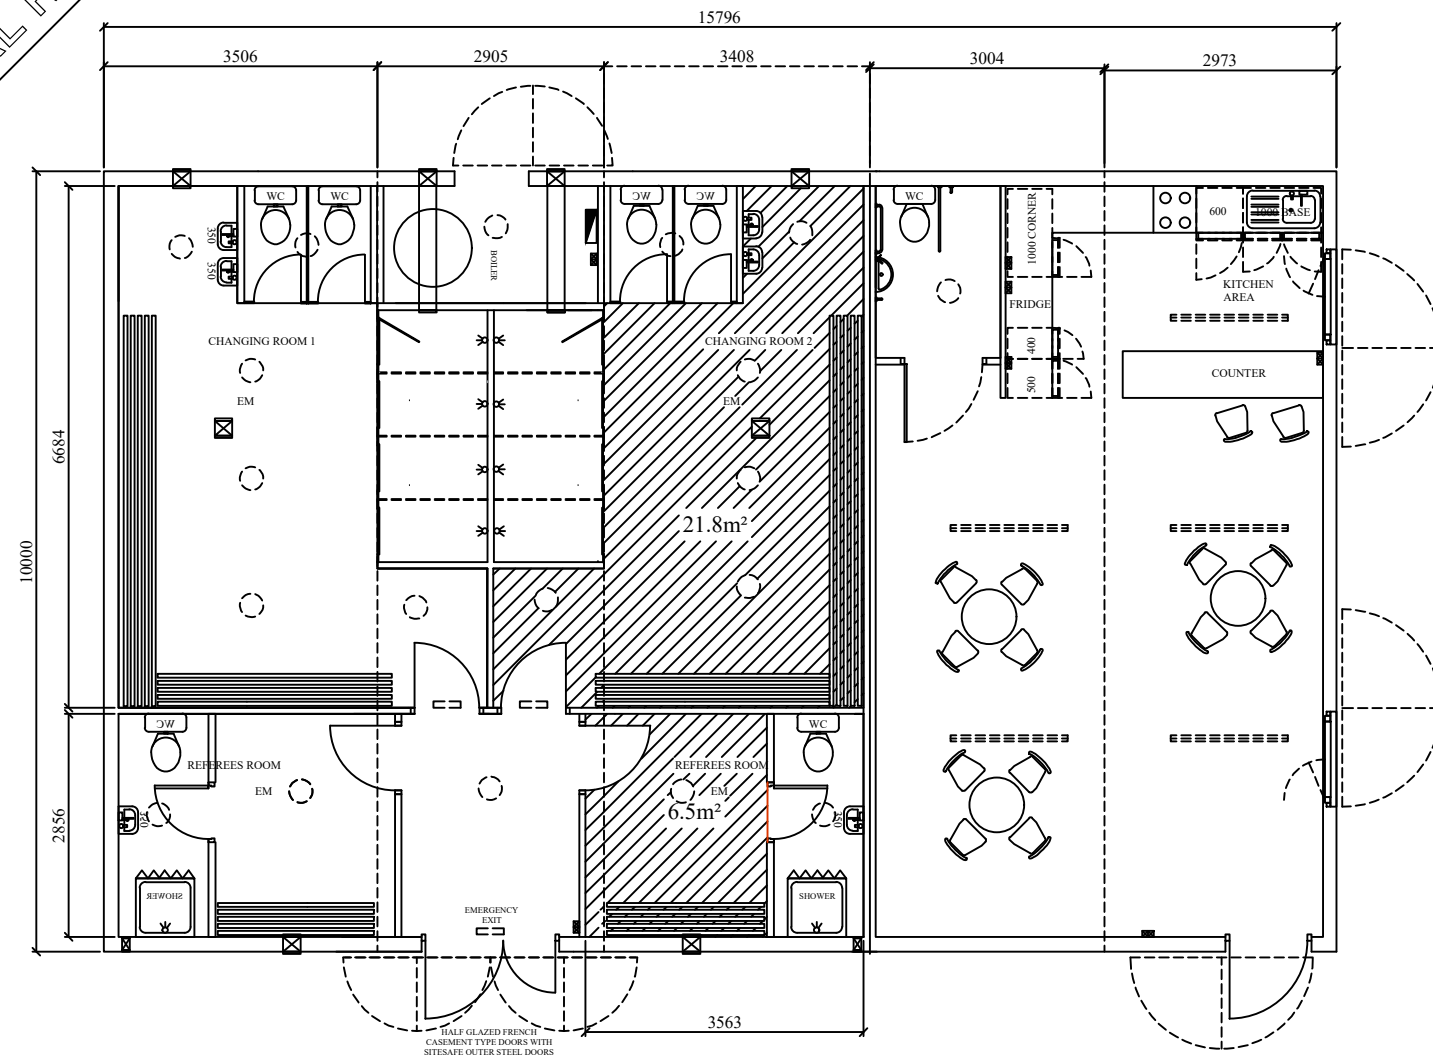 15796
3506
2905
3408
3004
2973
WC
WC
WC
WC
WC
350
350
BOILER
1000 CORNER
600
1000 BASE
KITCHEN
AREA
FRIDGE
400
500
COUNTER
CHANGING ROOM 1
EM
CHANGING ROOM 2
EM
21.8m²
6684
10000
2856
WC
REFEREES ROOM
EM
350
SHOWER
WC
REFEREES ROOM
EM
6.5m²
350
SHOWER
EMERGENCY
EXIT
3563
HALF GLAZED FRENCH
CASEMENT TYPE DOORS WITH
SITESAFE OUTER STEEL DOORS